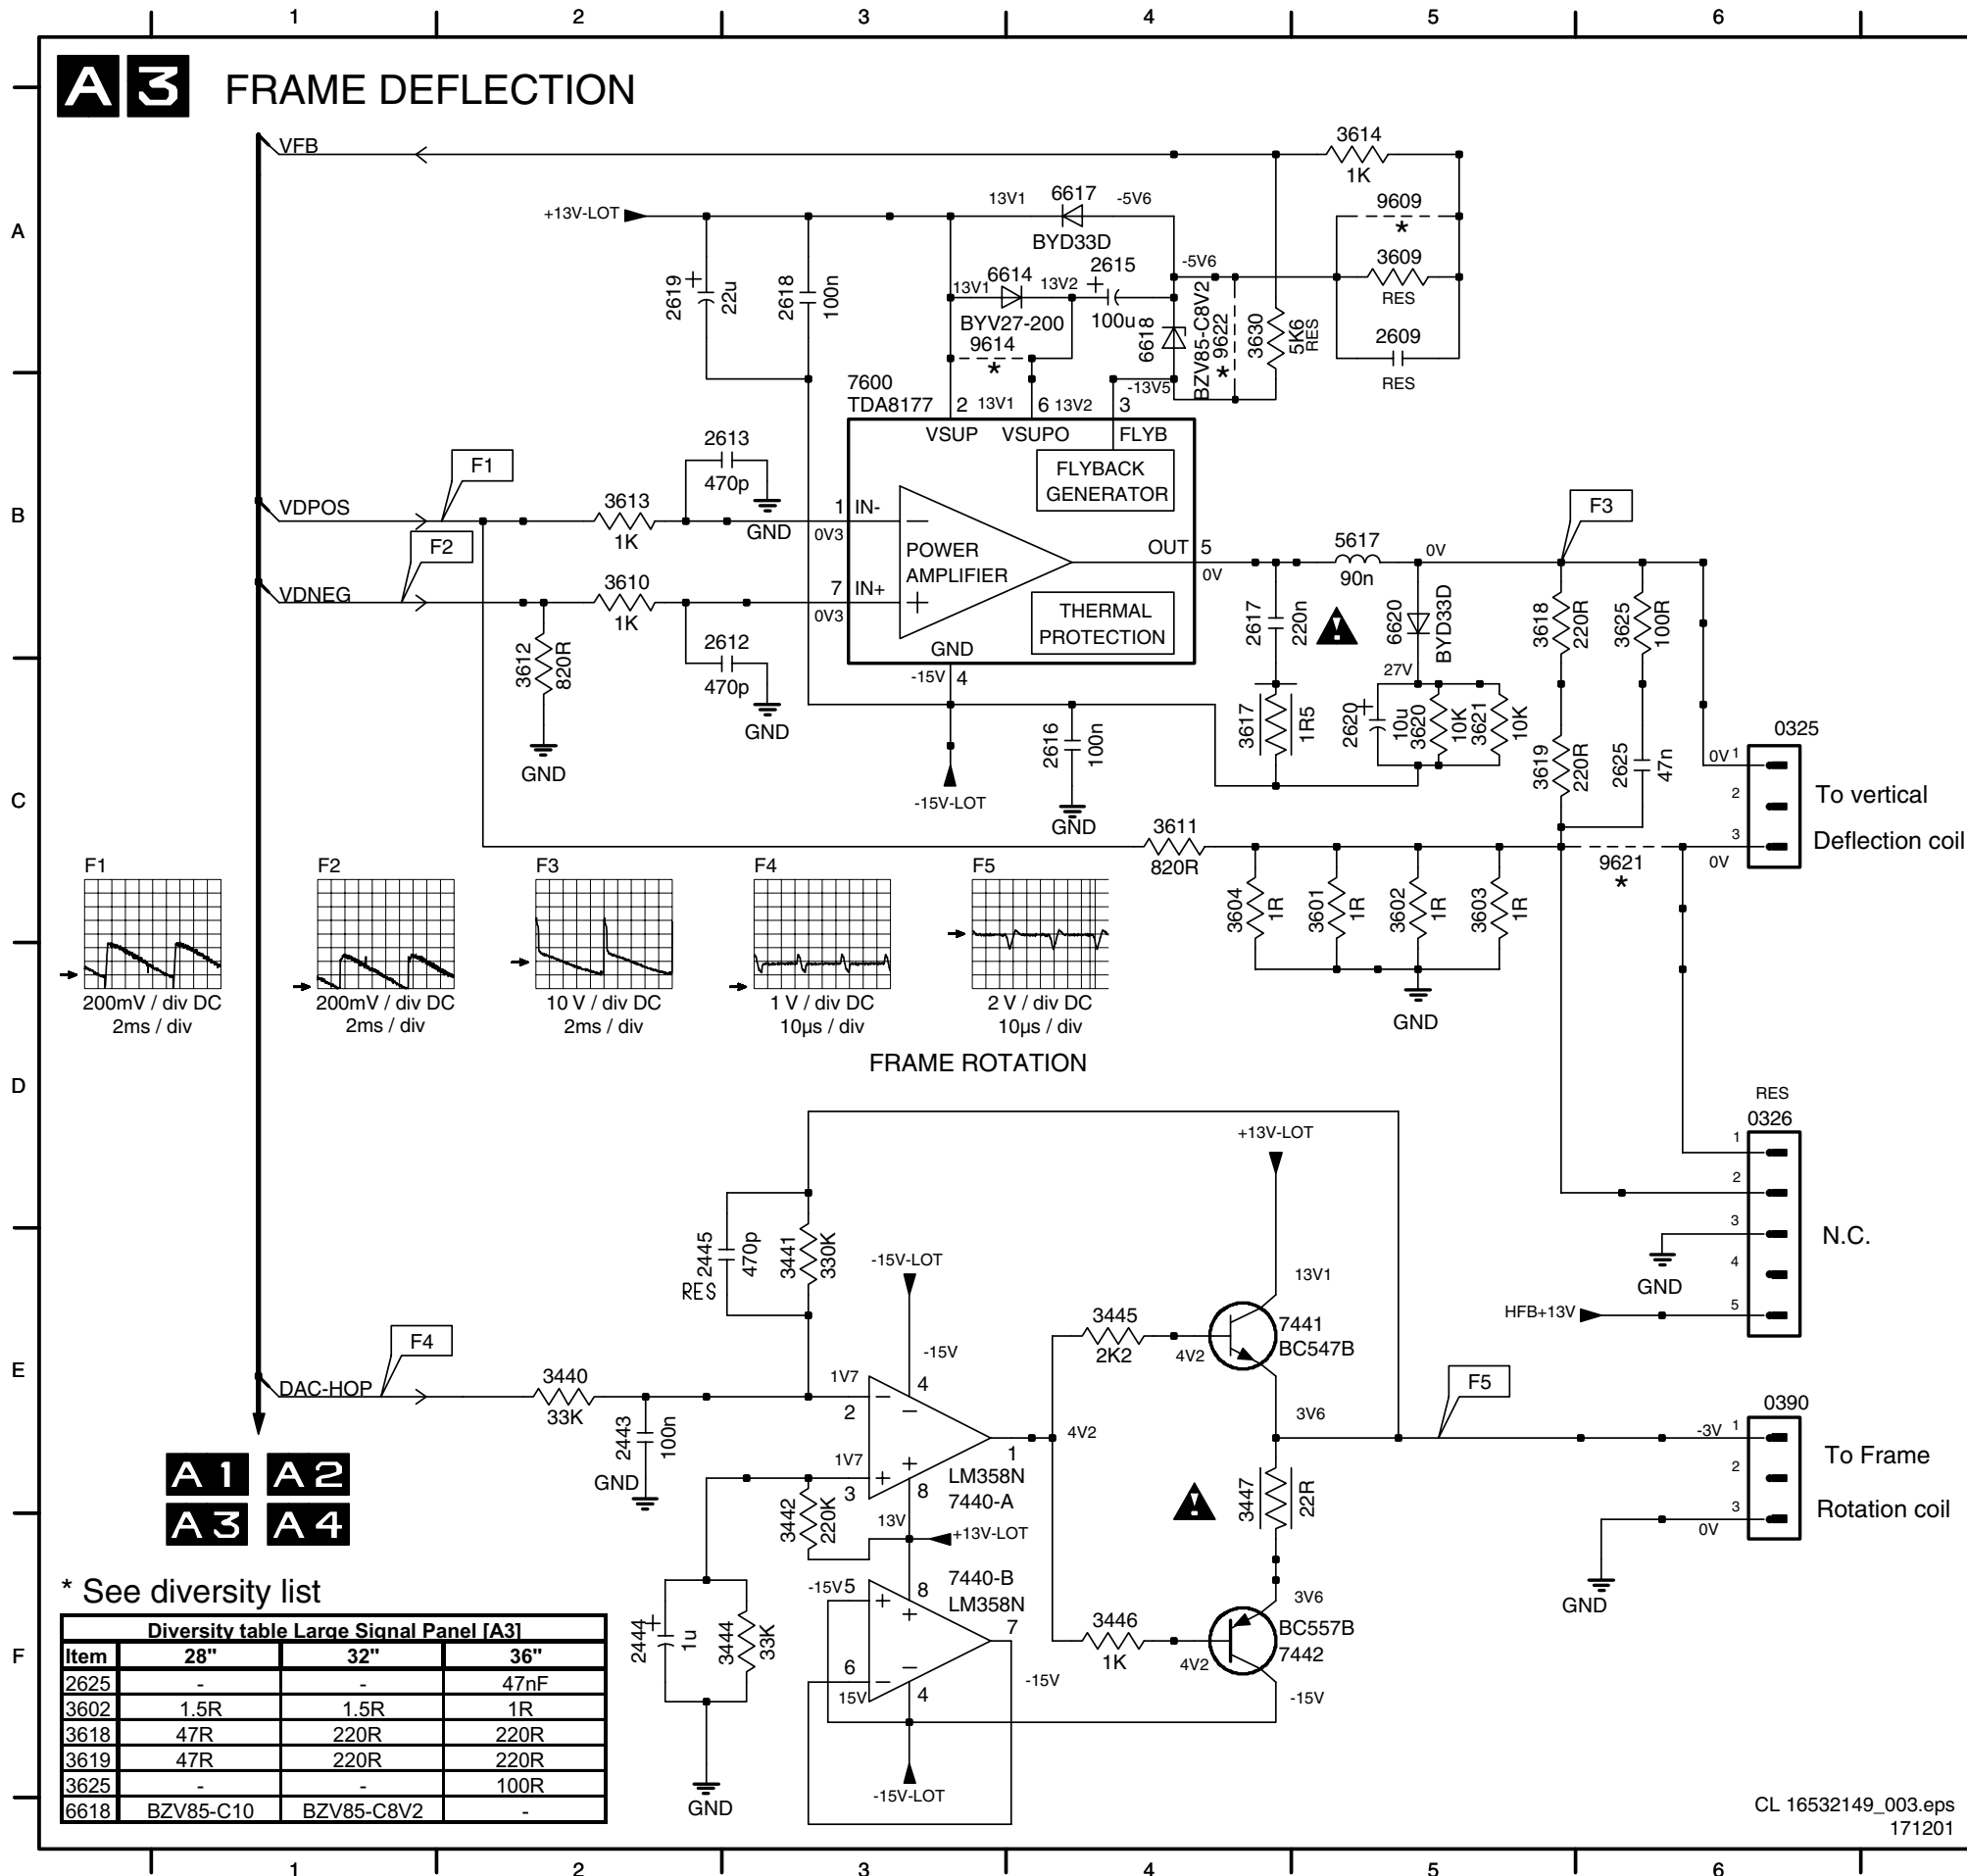 1 2 3 4 5 6
A3 FRAME DEFLECTION
VFB
3614
1K
+13V-LOT
13V1
6617
-5V6
BYD33D
9609
*
3609
RES
2609
RES
A
2619
22u
2618
100n
13V1
6614
13V2
2615
-5V6
BYV27-200
100u
9614
*
6618
BZV85-C8V2
9622
*
3630
5K6
RES
-13V5
7600
TDA8177
2 13V1 6 13V2 3
VSUP VSUPO FLYB
FLYBACK
GENERATOR
2613
470p
GND
F1
B
VDPOS
3613
1K
1 IN-
0V3
F2
POWER
AMPLIFIER
OUT 5
0V
5617
90n
0V
F3
VDNEG
3610
1K
7 IN+
0V3
THERMAL
PROTECTION
GND
-15V 4
2612
470p
GND
3612
820R
GND
2617
220n
6620
BYD33D
27V
3618
220R
3625
100R
3617
1R5
2620
10u
3620
10K
3621
10K
3619
220R
2625
47n
2616
100n
GND
-15V-LOT
C
0325
0V 1
2
3
0V
To vertical
Deflection coil
3611
820R
9621
*
3604
1R
3601
1R
3602
1R
3603
1R
GND
F1
200mV / div DC
2ms / div
F2
200mV / div DC
2ms / div
F3
10 V / div DC
2ms / div
F4
1 V / div DC
10µs / div
F5
2 V / div DC
10µs / div
FRAME ROTATION
D
RES
0326
1
2
3
4
5
N.C.
GND
HFB+13V
+13V-LOT
2445
470p
RES
3441
330K
-15V-LOT
-15V
13V1
3445
2K2
4V2
7441
BC547B
E
F4
DAC-HOP
3440
33K
2443
100n
GND
1V7
2
4
1V7
3
8
1
LM358N
7440-A
4V2
3V6
F5
0390
-3V 1
2
3
0V
To Frame
Rotation coil
GND
3442
220K
13V
+13V-LOT
3447
22R
A1 A2
A3 A4
-15V 5
8
7440-B
LM358N
7
6
15V
4
-15V
-15V-LOT
2444
1u
3444
33K
GND
3446
1K
4V2
3V6
BC557B
7442
-15V
F
* See diversity list
Diversity table Large Signal Panel [A3]
Item 28" 32" 36"
2625 - - 47nF
3602 1.5R 1.5R 1R
3618 47R 220R 220R
3619 47R 220R 220R
3625 - - 100R
6618 BZV85-C10 BZV85-C8V2 -
CL 16532149_003.eps
171201
1 2 3 4 5 6